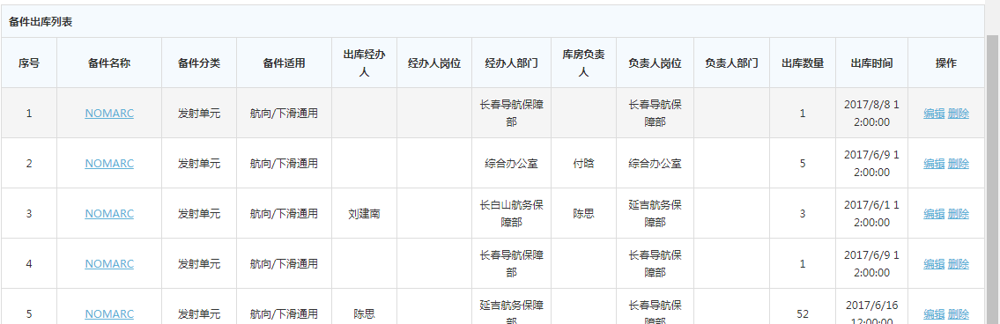 备件出库列表
序号 备件名称 备件分类 备件适用 出库经办人 经办人岗位 经办人部门 库房负责人 负责人岗位 负责人部门 出库数量 出库时间 操作
1 NOMARC 发射单元 航向/下滑通用 长春导航保障部 长春导航保障部 1 2017/8/8 12:00:00 编辑 删除
2 NOMARC 发射单元 航向/下滑通用 综合办公室 付晗 综合办公室 5 2017/6/9 12:00:00 编辑 删除
3 NOMARC 发射单元 航向/下滑通用 刘建南 长白山航务保障部 陈思 延吉航务保障部 3 2017/6/1 12:00:00 编辑 删除
4 NOMARC 发射单元 航向/下滑通用 长春导航保障部 长春导航保障部 1 2017/6/9 12:00:00 编辑 删除
5 NOMARC 发射单元 航向/下滑通用 陈思 延吉航务保障部 长春导航保障部 52 2017/6/16 12:00:00 编辑 删除